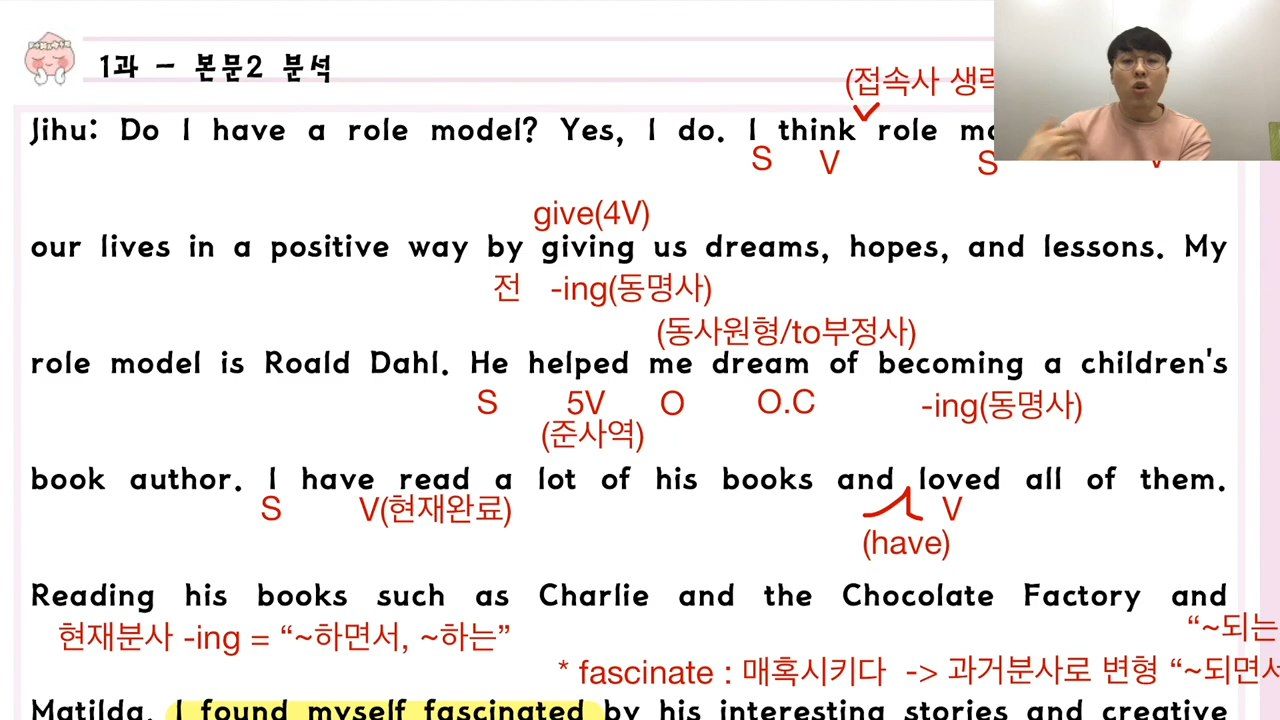 1과 - 본문2 분석
(접속사 생략
Jihu: Do I have a role model? Yes, I do. I think role
S V S
give(4V)
our lives in a positive way by giving us dreams, hopes, and lessons. My
전 -ing(동명사)
(동사원형/to부정사)
role model is Roald Dahl. He helped me dream of becoming a children's
S 5V O O.C -ing(동명사)
(준사역)
book author. I have read a lot of his books and loved all of them.
S V(현재완료) V
(have)
Reading his books such as Charlie and the Chocolate Factory and
현재분사 -ing = “~하면서, ~하는” “~되는
* fascinate : 매혹시키다 -> 과거분사로 변형 “~되면서
Matilda, I found myself fascinated by his interesting stories and creative